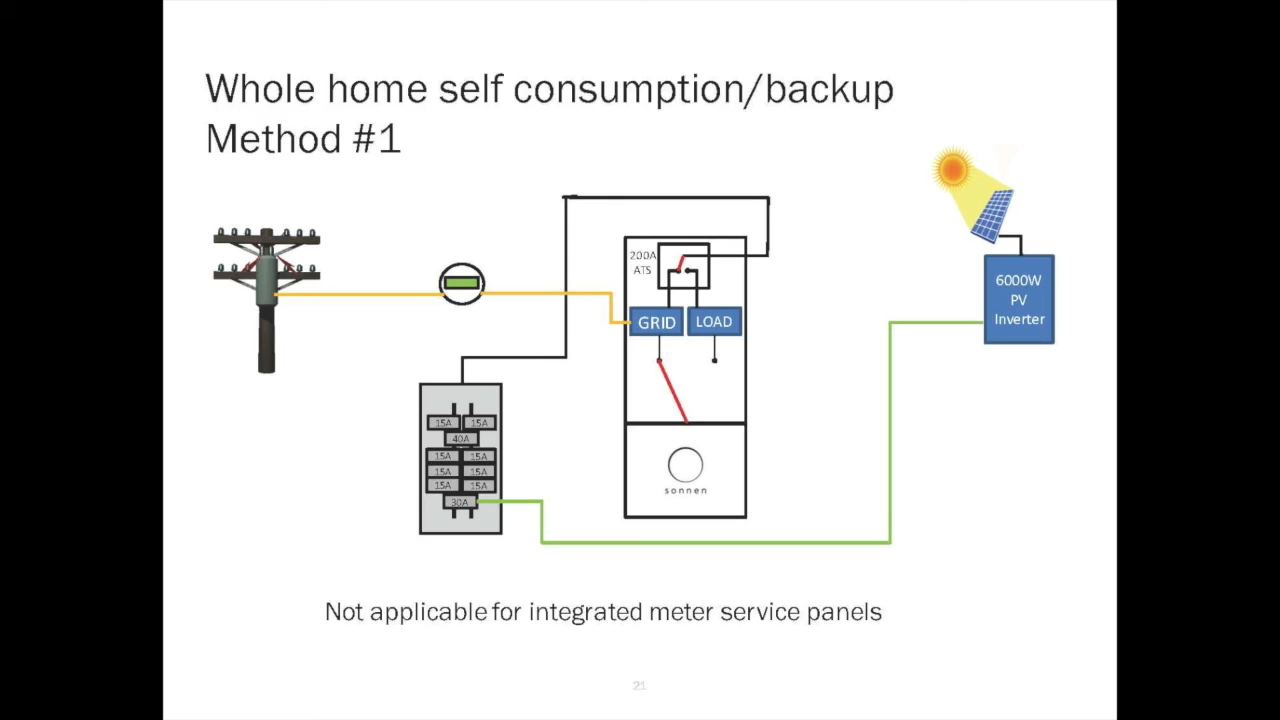 Whole home self consumption/backup
Method #1
200A
ATS
GRID
LOAD
6000W
PV
Inverter
15A 15A
40A
15A 15A
15A 15A
15A 15A
30A
sonnen
Not applicable for integrated meter service panels
21